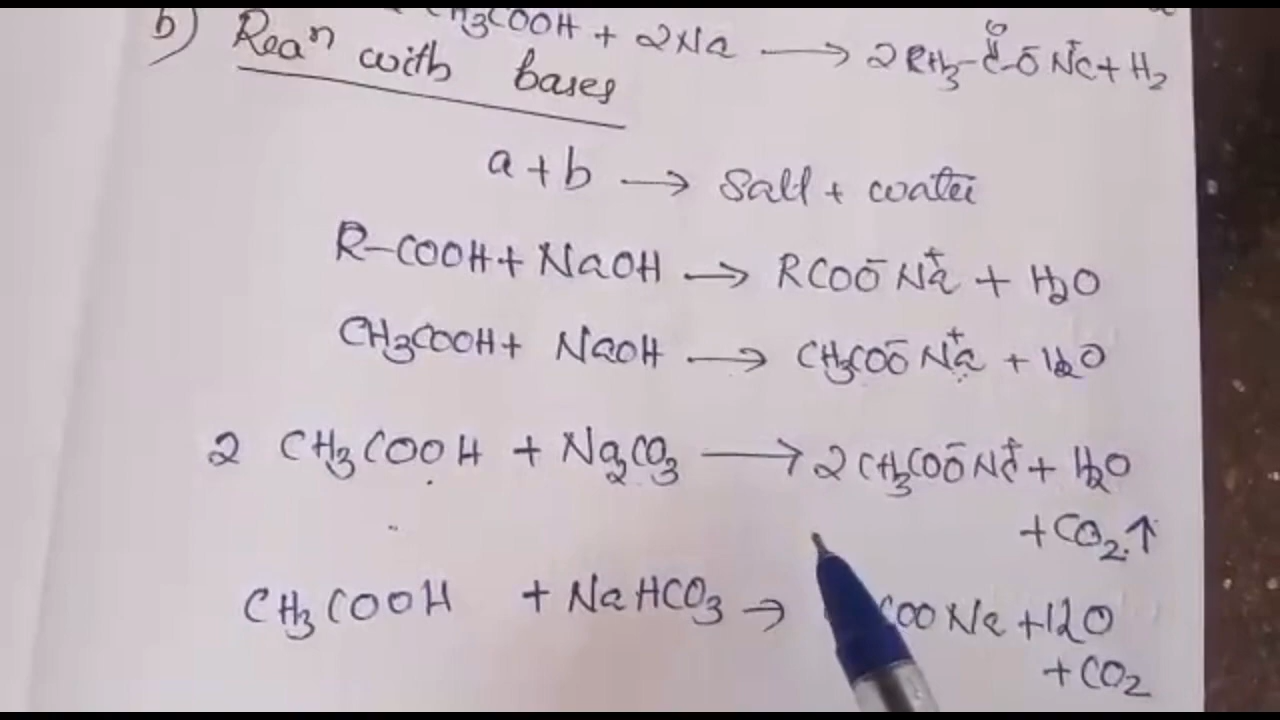 CH₃COOH + 2Na → 2CH₃-C-ŌNa⁺ + H₂
O
b) Reaⁿ with bases
a + b → Salt + water
R-COOH + NaOH → RCOO⁻Na⁺ + H₂O
CH₃COOH + NaOH → CH₃COO⁻Na⁺ + H₂O
2 CH₃COOH + Na₂CO₃ → 2CH₃COO⁻Na⁺ + H₂O
+ CO₂↑
CH₃COOH + NaHCO₃ → COONa + H₂O
+ CO₂